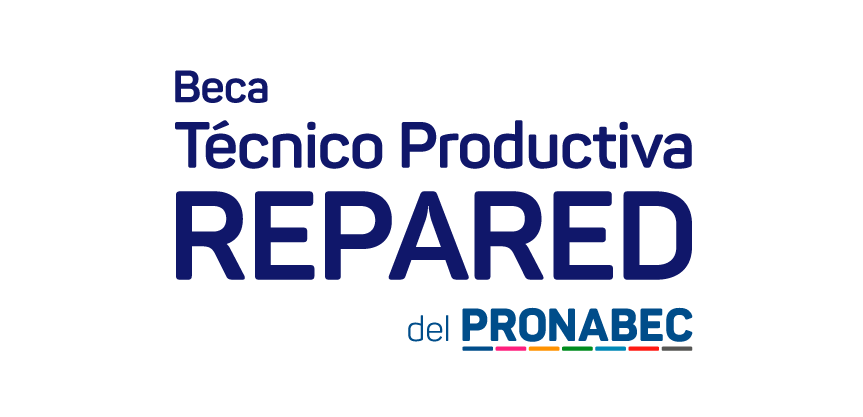 Beca
Técnico Productiva
REPARED
del PRONABEC